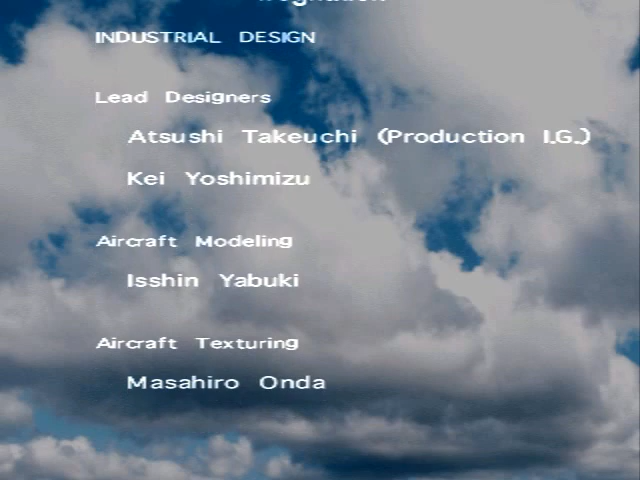 INDUSTRIAL DESIGN
Lead Designers
Atsushi Takeuchi (Production I.G.)
Kei Yoshimizu
Aircraft Modeling
Isshin Yabuki
Aircraft Texturing
Masahiro Onda